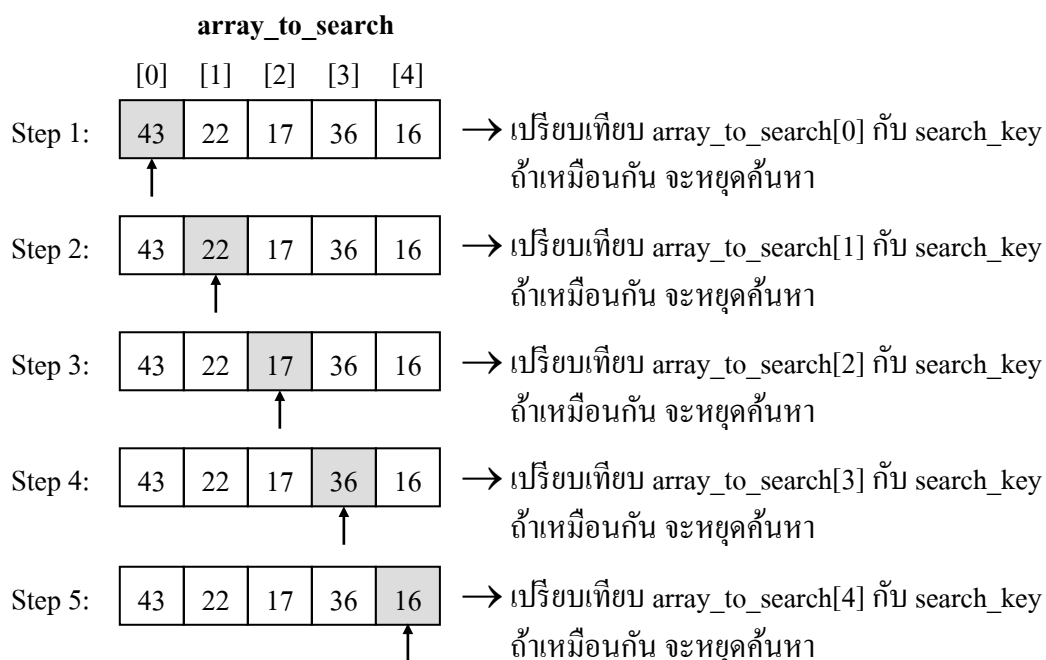 array_to_search
[0] [1] [2] [3] [4]
Step 1: 43 22 17 36 16 → เปรียบเทียบ array_to_search[0] กับ search_key
ถ้าเหมือนกัน จะหยุดค้นหา
Step 2: 43 22 17 36 16 → เปรียบเทียบ array_to_search[1] กับ search_key
ถ้าเหมือนกัน จะหยุดค้นหา
Step 3: 43 22 17 36 16 → เปรียบเทียบ array_to_search[2] กับ search_key
ถ้าเหมือนกัน จะหยุดค้นหา
Step 4: 43 22 17 36 16 → เปรียบเทียบ array_to_search[3] กับ search_key
ถ้าเหมือนกัน จะหยุดค้นหา
Step 5: 43 22 17 36 16 → เปรียบเทียบ array_to_search[4] กับ search_key
ถ้าเหมือนกัน จะหยุดค้นหา